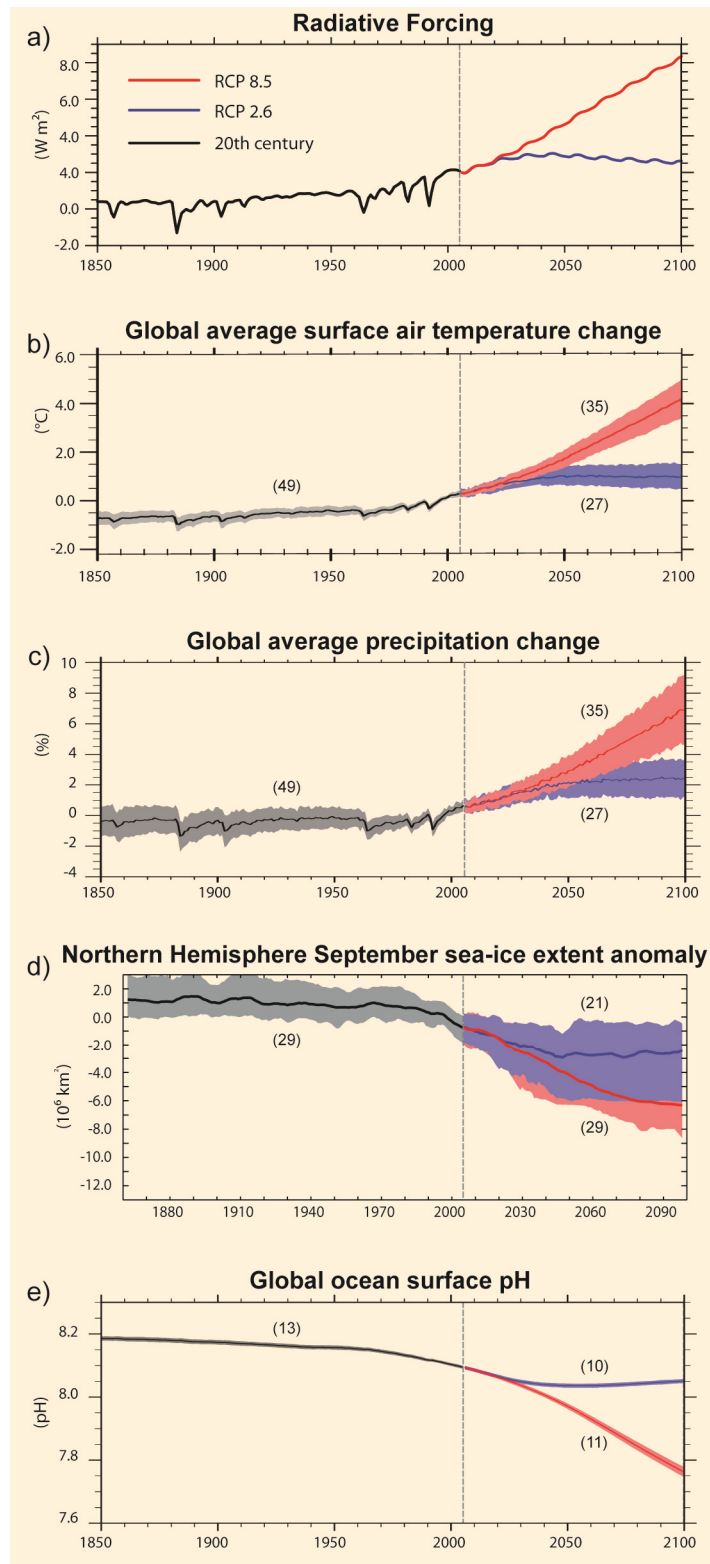 Radiative Forcing
a)
8.0
6.0
4.0
4.0
0.0
-2.0
(W m²)
RCP 8.5
RCP 2.6
20th century
1850 1900 1950 2000 2050 2100
Global average surface air temperature change
b)
6.0
4.0
2.0
0.0
-2.0
(°C)
(49)
(35)
(27)
1850 1900 1950 2000 2050 2100
Global average precipitation change
c)
10
8
6
4
2
0
-2
-4
(%)
(49)
(35)
(27)
1850 1900 1950 2000 2050 2100
Northern Hemisphere September sea-ice extent anomaly
d)
2.0
0.0
-2.0
-4.0
-6.0
-8.0
-10.0
-12.0
(10⁶ km²)
(29)
(21)
(29)
1880 1910 1940 1970 2000 2030 2060 2090
Global ocean surface pH
e)
8.2
8.0
7.8
7.6
(pH)
(13)
(10)
(11)
1850 1900 1950 2000 2050 2100